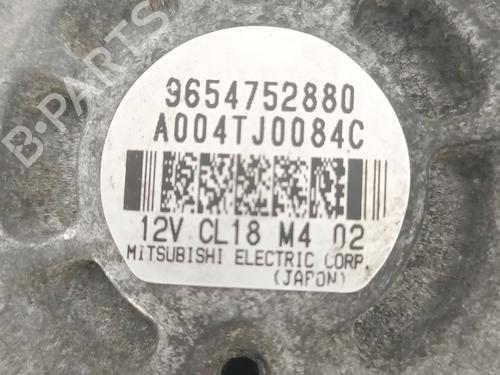 9654752880
A004TJ0084C
12V CL18 M4 02
MITSUBISHI ELECTRIC CORP.
(JAPON)
B-PARTS